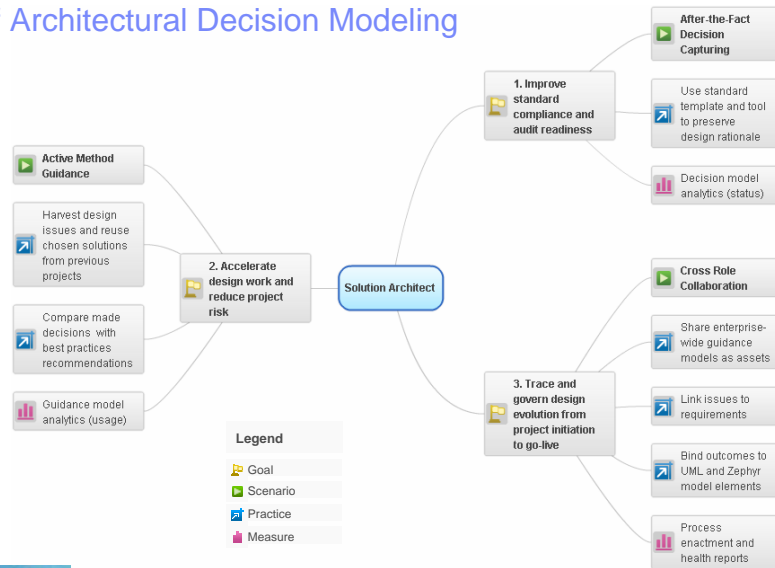 Architectural Decision Modeling
After-the-Fact
Decision
Capturing
1. Improve
standard
compliance and
audit readiness
Use standard
template and tool
to preserve
design rationale
Decision model
analytics (status)
Active Method
Guidance
Harvest design
issues and reuse
chosen solutions
from previous
projects
2. Accelerate
design work and
reduce project
risk
Compare made
decisions with
best practices
recommendations
Guidance model
analytics (usage)
Solution Architect
Cross Role
Collaboration
Share enterprise-
wide guidance
models as assets
3. Trace and
govern design
evolution from
project initiation
to go-live
Link issues to
requirements
Bind outcomes to
UML and Zephyr
model elements
Process
enactment and
health reports
Legend
Goal
Scenario
Practice
Measure